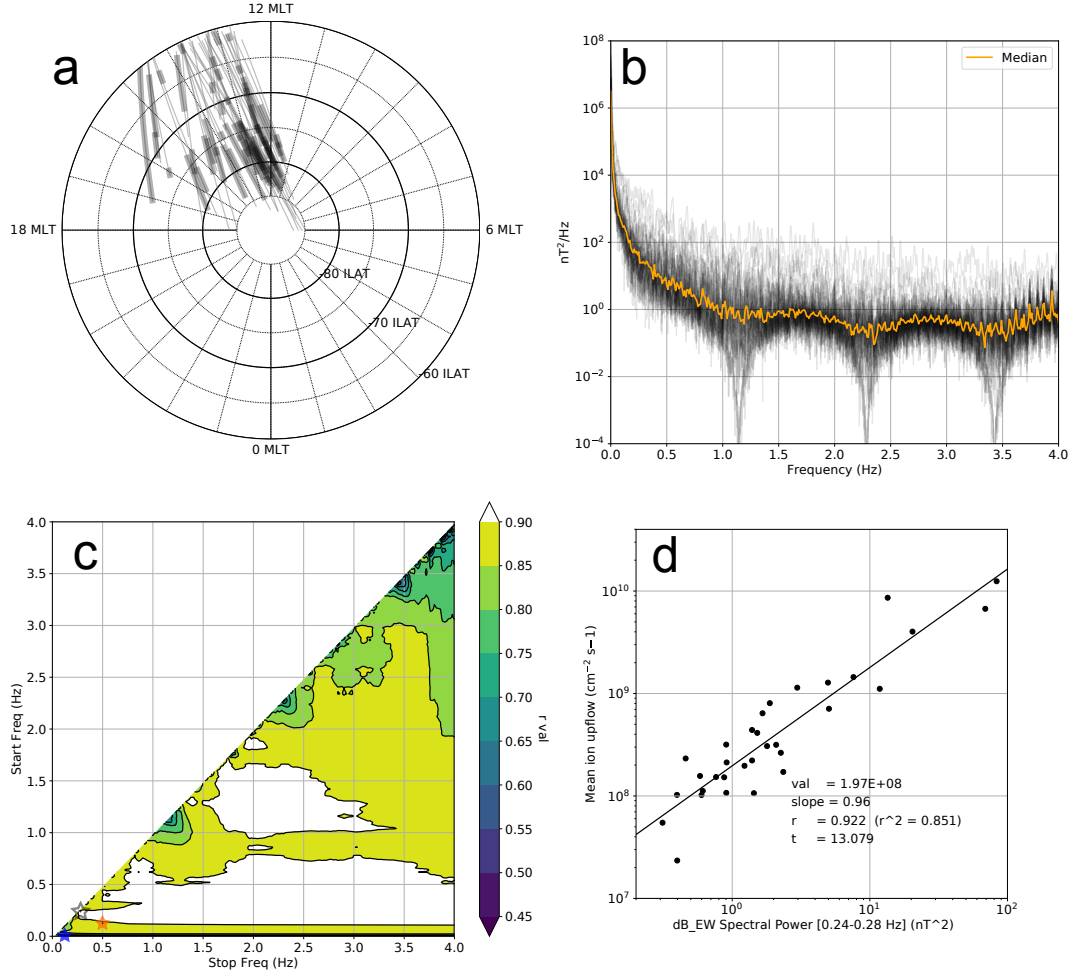 a
12 MLT
18 MLT
6 MLT
-80 ILAT
-70 ILAT
-60 ILAT
0 MLT
b
Median
10^8
10^6
10^4
10^2
10^0
10^−2
10^−4
nT^2/Hz
0.0 0.5 1.0 1.5 2.0 2.5 3.0 3.5 4.0
Frequency (Hz)
c
4.0
3.5
3.0
2.5
2.0
1.5
1.0
0.5
0.0
Start Freq (Hz)
0.0 0.5 1.0 1.5 2.0 2.5 3.0 3.5 4.0
Stop Freq (Hz)
0.90
0.85
0.80
0.75
0.70
0.65
0.60
0.55
0.50
0.45
r val
d
10^10
10^9
10^8
10^7
Mean ion upflow (cm^−2 s−1)
val = 1.97E+08
slope = 0.96
r = 0.922 (r^2 = 0.851)
t = 13.079
10^0 10^1 10^2
dB_EW Spectral Power [0.24-0.28 Hz] (nT^2)